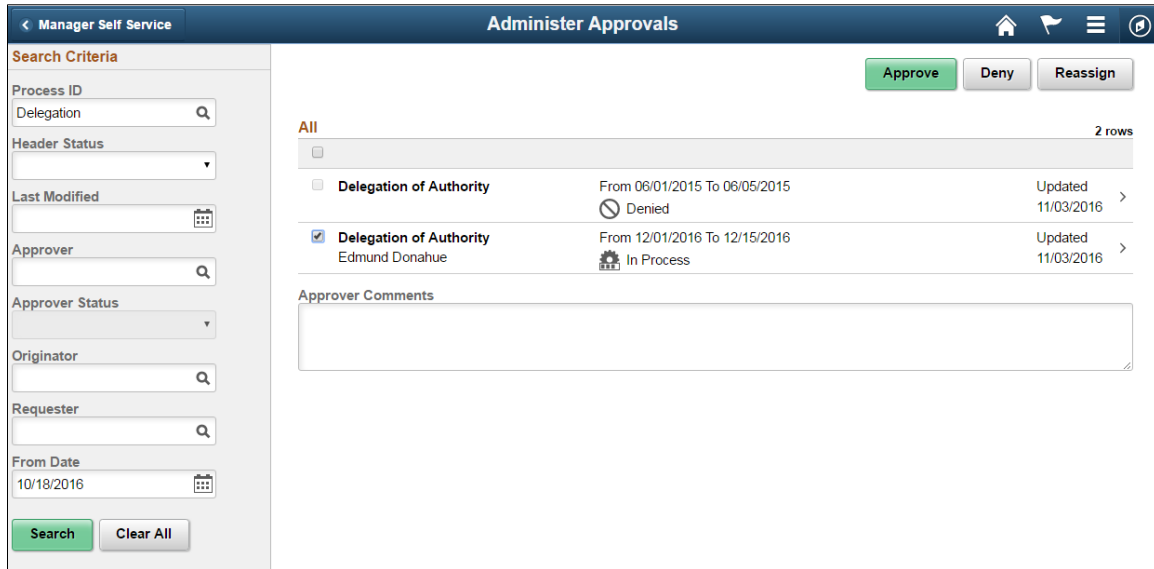 Manager Self Service
Administer Approvals
Search Criteria
Process ID
Delegation
Header Status
Last Modified
Approver
Approver Status
Originator
Requester
From Date
10/18/2016
Search Clear All
Approve Deny Reassign
All 2 rows
Delegation of Authority From 06/01/2015 To 06/05/2015 Updated
Denied 11/03/2016
Delegation of Authority From 12/01/2016 To 12/15/2016 Updated
Edmund Donahue In Process 11/03/2016
Approver Comments